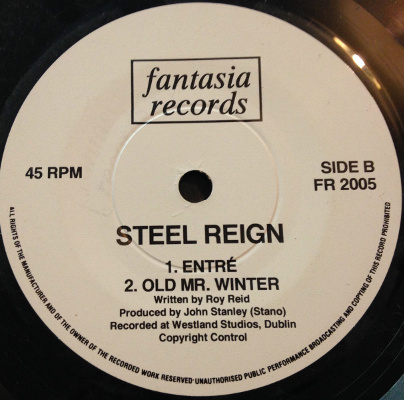 fantasia
records
45 RPM
SIDE B
FR 2005
STEEL REIGN
1. ENTRÉ
2. OLD MR. WINTER
Written by Roy Reid
Produced by John Stanley (Stano)
Recorded at Westland Studios, Dublin
Copyright Control
ALL RIGHTS OF THE MANUFACTURER AND OF THE OWNER OF THE RECORDED WORK RESERVED·UNAUTHORISED PUBLIC PERFORMANCE BROADCASTING AND COPYING OF THIS RECORD PROHIBITED